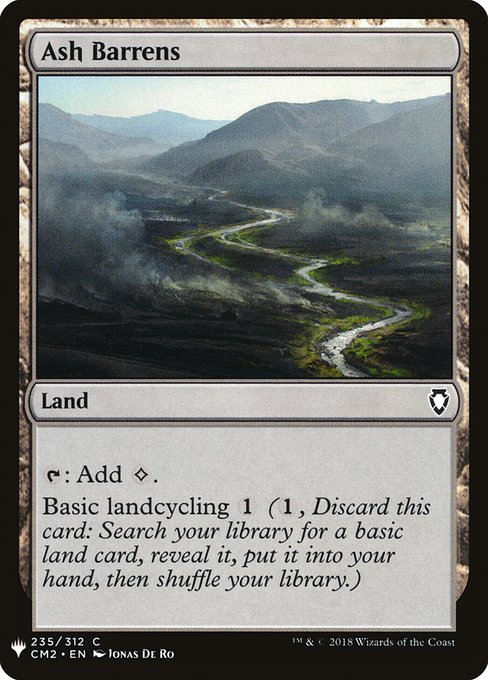 Ash Barrens
Land
: Add .
Basic landcycling 1 (1, Discard this
card: Search your library for a basic
land card, reveal it, put it into your
hand, then shuffle your library.)
235/312 C
CM2 • EN Jonas De Ro
™ & © 2018 Wizards of the Coast